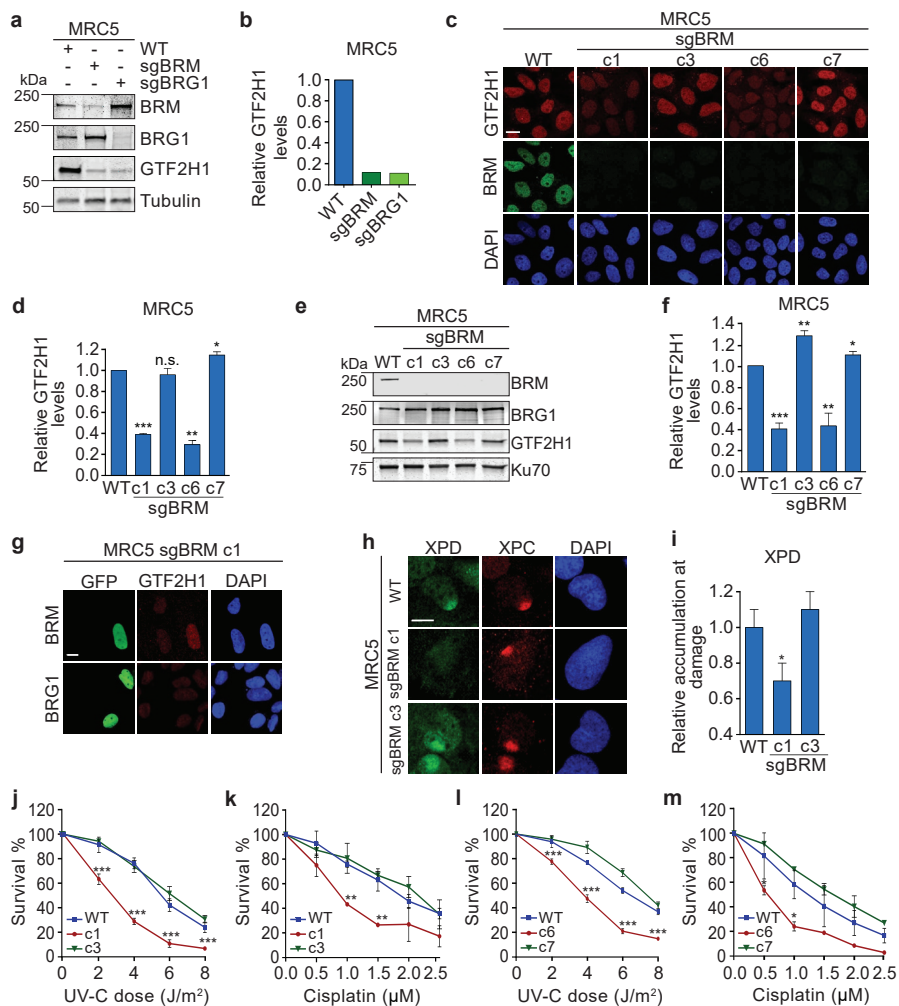 a
MRC5
+ - - WT
- + - sgBRM
- - + sgBRG1
kDa
250
BRM
250
BRG1
GTF2H1
50
50
Tubulin
b
MRC5
Relative GTF2H1
levels
1.0
0.8
0.6
0.4
0.2
0.0
WT
sgBRM
sgBRG1
c
MRC5
sgBRM
WT c1 c3 c6 c7
GTF2H1
BRM
DAPI
d
MRC5
Relative GTF2H1
levels
1.2
1.0
0.8
0.6
0.4
0.2
0.0
*** n.s. ** *
WT c1 c3 c6 c7
sgBRM
e
MRC5
sgBRM
kDa WT c1 c3 c6 c7
250
BRM
250
BRG1
50
GTF2H1
75
Ku70
f
MRC5
Relative GTF2H1
levels
1.4
1.2
1.0
0.8
0.6
0.4
0.2
0.0
*** ** ** *
WT c1 c3 c6 c7
sgBRM
g
MRC5 sgBRM c1
GFP GTF2H1 DAPI
BRM
BRG1
h
XPD XPC DAPI
MRC5
WT
sgBRM c1
sgBRM c3
i
XPD
Relative accumulation at
damage
1.2
1.0
0.8
0.6
0.4
*
WT c1 c3
sgBRM
j
Survival %
120
100
80
60
40
20
0
*** *** *** ***
WT
c1
c3
0 2 4 6 8
UV-C dose (J/m²)
k
Survival %
120
100
80
60
40
20
0
** **
WT
c1
c3
0.0 0.5 1.0 1.5 2.0 2.5
Cisplatin (µM)
l
Survival %
120
100
80
60
40
20
0
*** *** *** ***
WT
c6
c7
0 2 4 6 8
UV-C dose (J/m²)
m
Survival %
120
100
80
60
40
20
0
* *
WT
c6
c7
0.0 0.5 1.0 1.5 2.0 2.5
Cisplatin (µM)